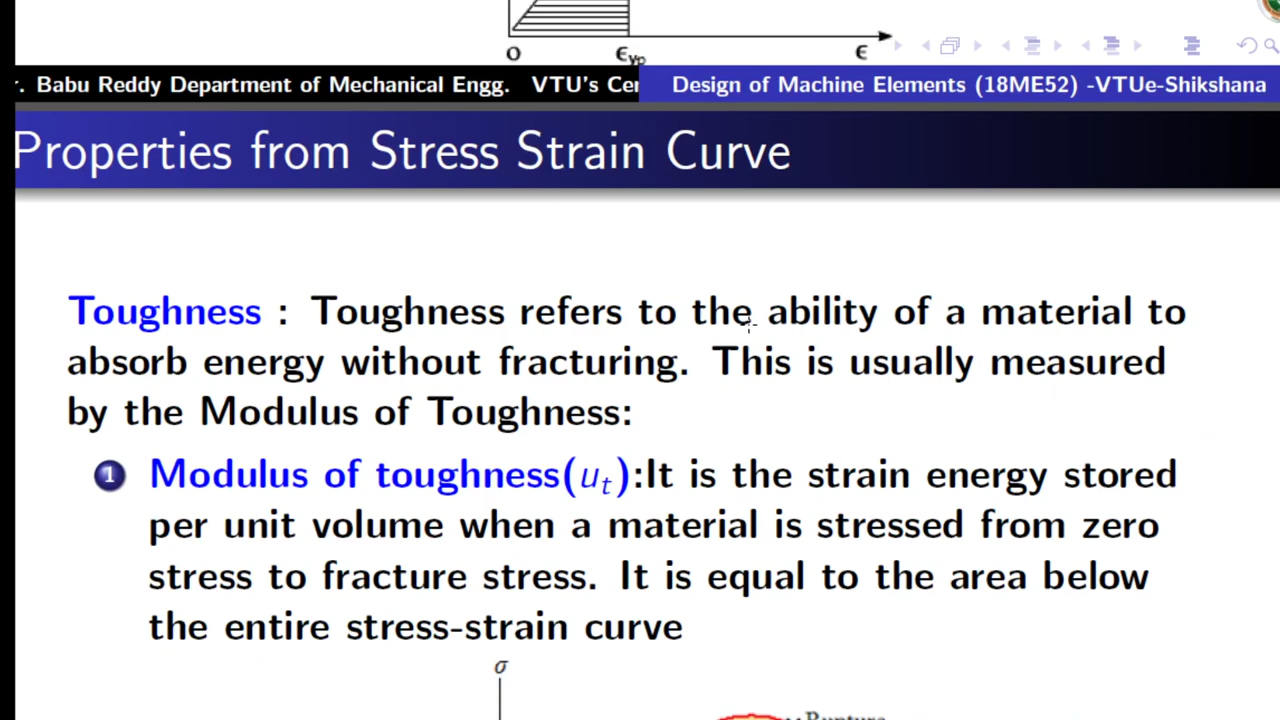 O
ϵyp
ϵ
r. Babu Reddy Department of Mechanical Engg. VTU's Cen
Design of Machine Elements (18ME52) -VTUe-Shikshana
Properties from Stress Strain Curve
Toughness : Toughness refers to the ability of a material to
absorb energy without fracturing. This is usually measured
by the Modulus of Toughness:
1 Modulus of toughness(ut):It is the strain energy stored
per unit volume when a material is stressed from zero
stress to fracture stress. It is equal to the area below
the entire stress-strain curve
σ
Rupture